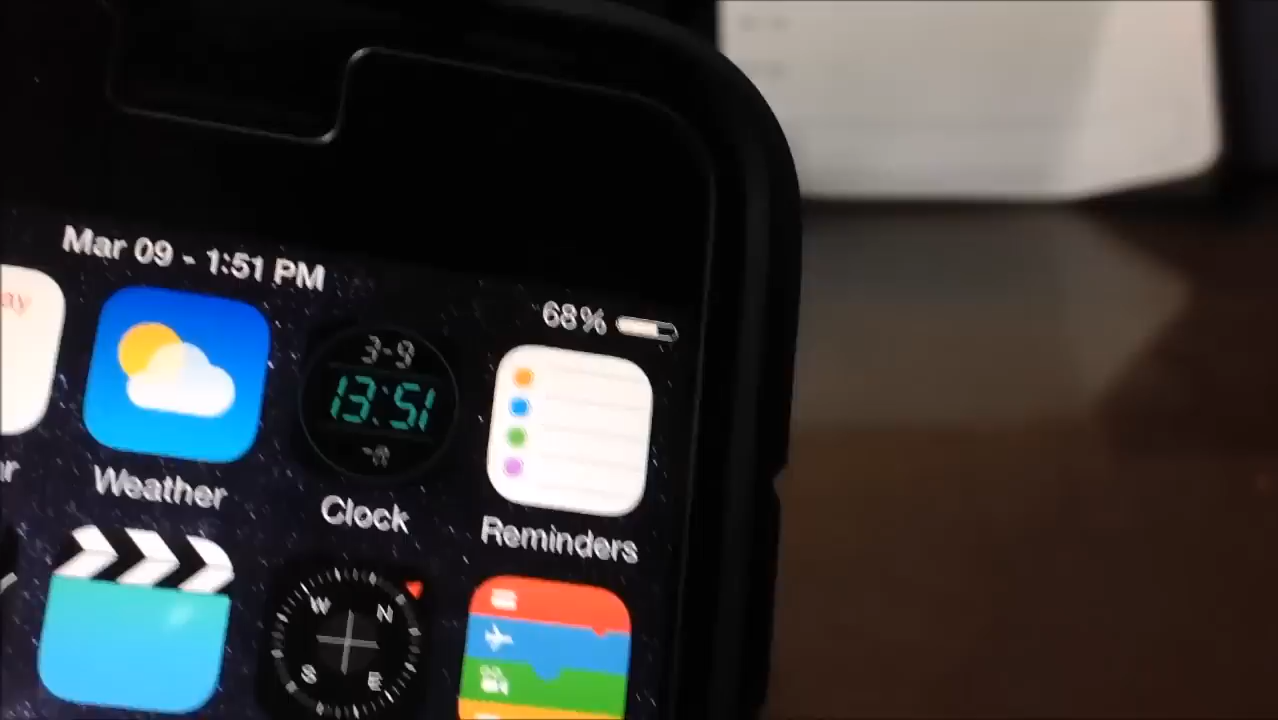 Mar 09 - 1:51 PM
68%
3-9
13:51
Weather
Clock
Reminders
W N
S E